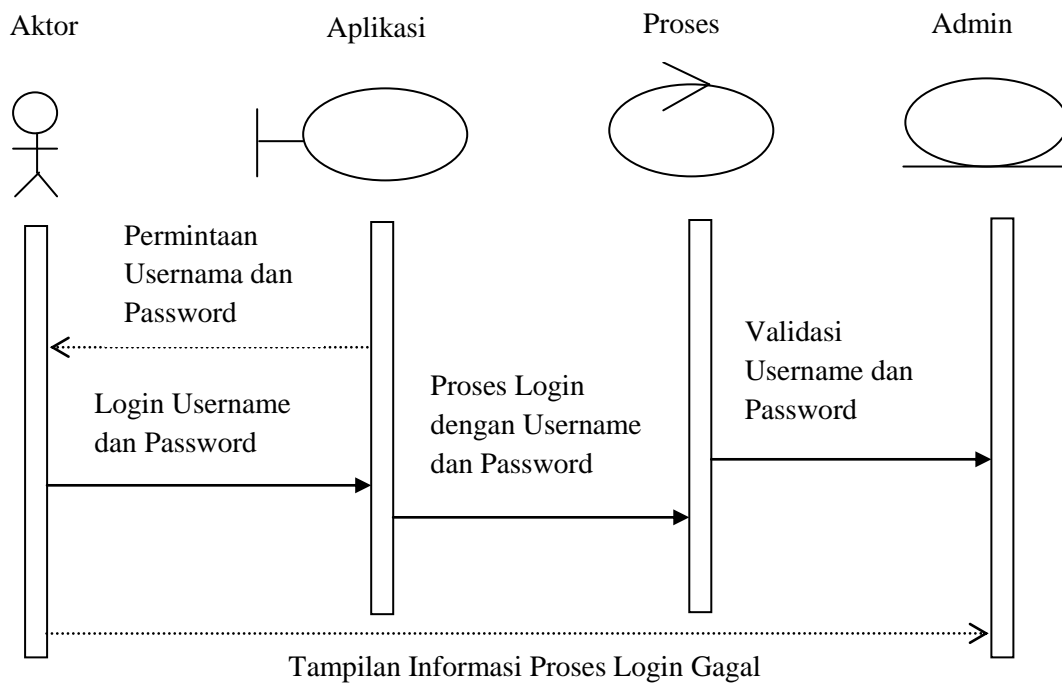 Aktor
Aplikasi
Proses
Admin
Permintaan
Usernama dan
Password
Login Username
dan Password
Proses Login
dengan Username
dan Password
Validasi
Username dan
Password
Tampilan Informasi Proses Login Gagal